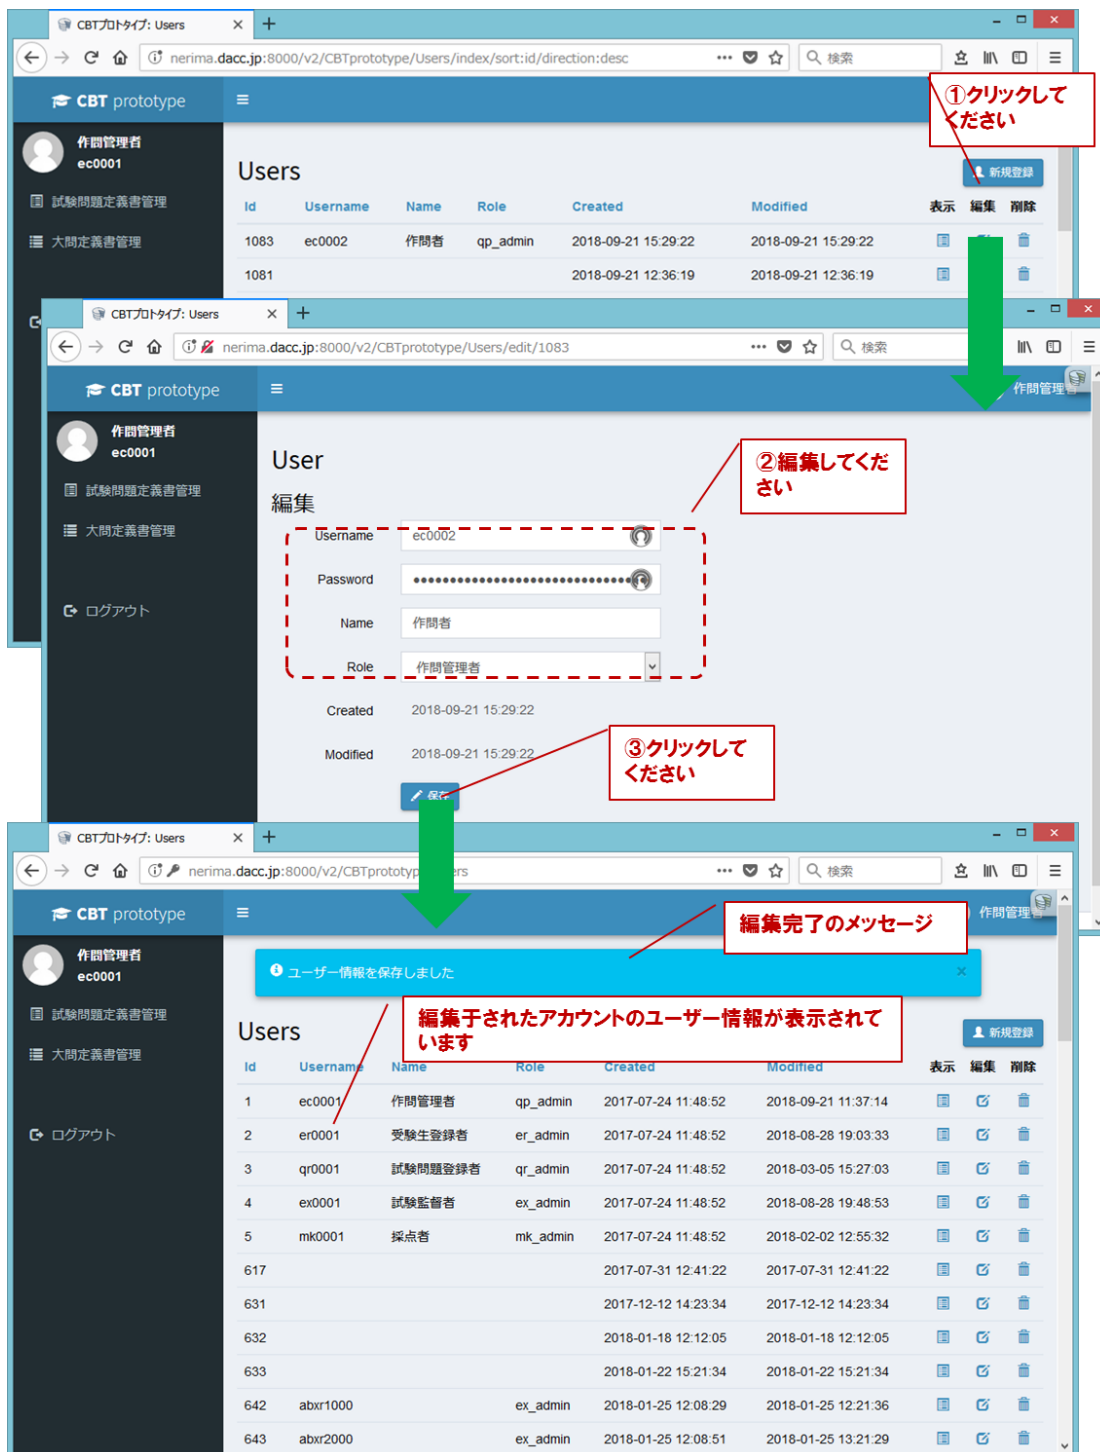 CBTプロトタイプ: Users
nerima.dacc.jp:8000/v2/CBTprototype/Users/index/sort:id/direction:desc
検索
CBT prototype
①クリックして
ください
作問管理者
ec0001
Users
新規登録
試験問題定義書管理
Id Username Name Role Created Modified 表示 編集 削除
大問定義書管理
1083 ec0002 作問者 qp_admin 2018-09-21 15:29:22 2018-09-21 15:29:22
1081 2018-09-21 12:36:19 2018-09-21 12:36:19
CBTプロトタイプ: Users
nerima.dacc.jp:8000/v2/CBTprototype/Users/edit/1083
検索
CBT prototype
作問管理者
作問管理者
ec0001
User
②編集してくだ
さい
試験問題定義書管理
編集
大問定義書管理
Username ec0002
Password
ログアウト
Name 作問者
Role 作問管理者
Created 2018-09-21 15:29:22
Modified 2018-09-21 15:29:22
③クリックして
ください
保存
CBTプロトタイプ: Users
検索
CBT prototype
編集完了のメッセージ
作問管理者
ec0001
ユーザー情報を保存しました
試験問題定義書管理
編集于されたアカウントのユーザー情報が表示されて
います
Users
新規登録
大問定義書管理
Id Username Name Role Created Modified 表示 編集 削除
1 ec0001 作問管理者 qp_admin 2017-07-24 11:48:52 2018-09-21 11:37:14
ログアウト
2 er0001 受験生登録者 er_admin 2017-07-24 11:48:52 2018-08-28 19:03:33
3 qr0001 試験問題登録者 qr_admin 2017-07-24 11:48:52 2018-03-05 15:27:03
4 ex0001 試験監督者 ex_admin 2017-07-24 11:48:52 2018-08-28 19:48:53
5 mk0001 採点者 mk_admin 2017-07-24 11:48:52 2018-02-02 12:55:32
617 2017-07-31 12:41:22 2017-07-31 12:41:22
631 2017-12-12 14:23:34 2017-12-12 14:23:34
632 2018-01-18 12:12:05 2018-01-18 12:12:05
633 2018-01-22 15:21:34 2018-01-22 15:21:34
642 abxr1000 ex_admin 2018-01-25 12:08:29 2018-01-25 12:21:36
643 abxr2000 ex_admin 2018-01-25 12:08:51 2018-01-25 13:21:29